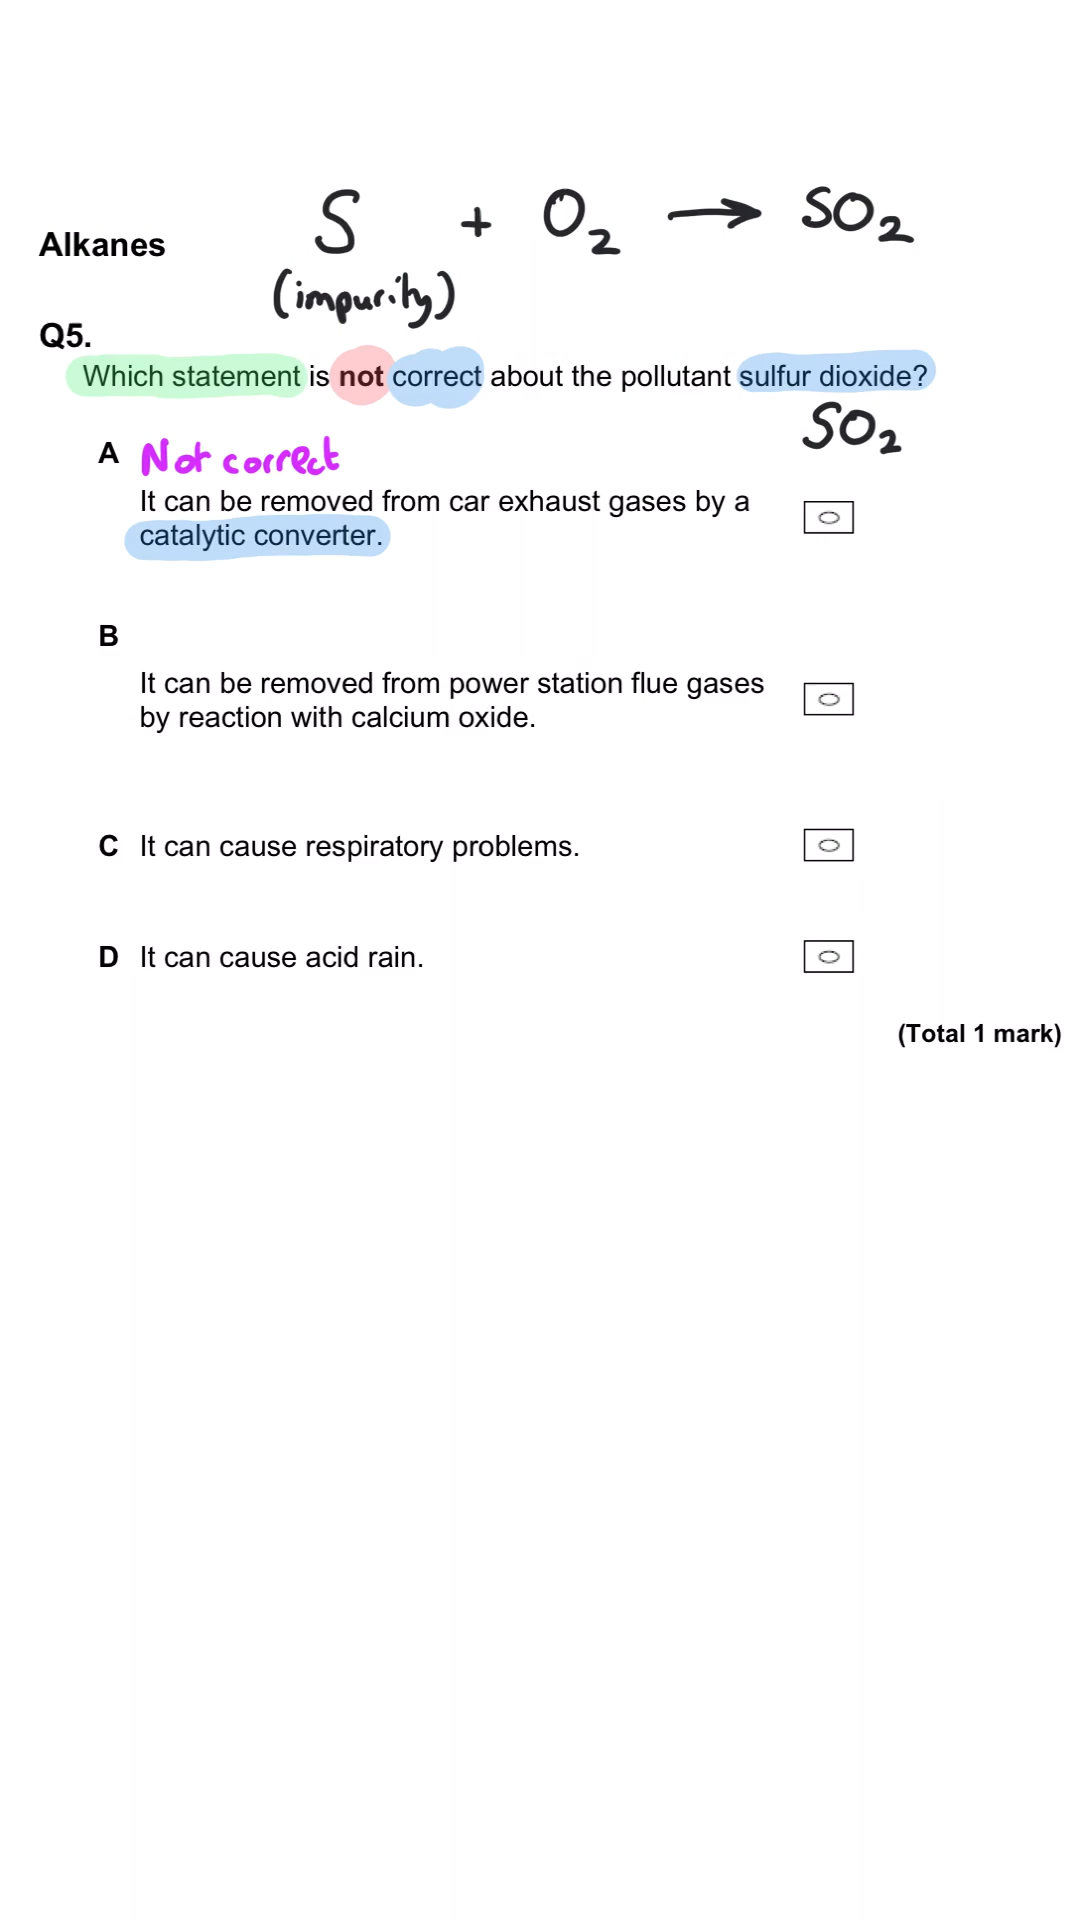 S + O₂ → SO₂
Alkanes
(impurity)
Q5.
Which statement is not correct about the pollutant sulfur dioxide?
SO₂
A Not correct
It can be removed from car exhaust gases by a
catalytic converter.
B
It can be removed from power station flue gases
by reaction with calcium oxide.
C It can cause respiratory problems.
D It can cause acid rain.
(Total 1 mark)